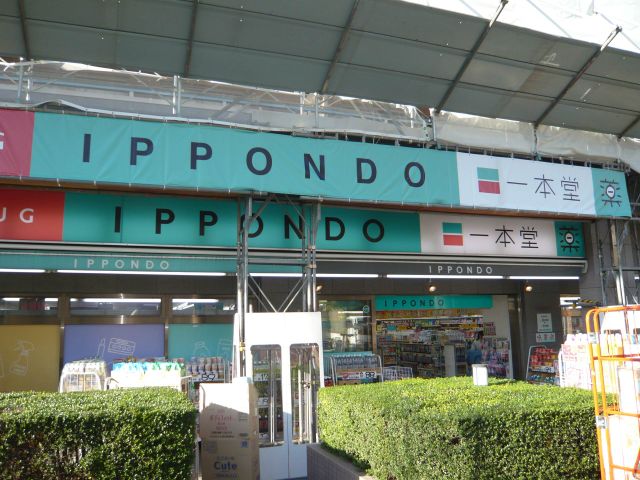 G IPPONDO 一本堂 薬
UG IPPONDO 一本堂 薬
IPPONDO IPPONDO
IPPONDO
Cute